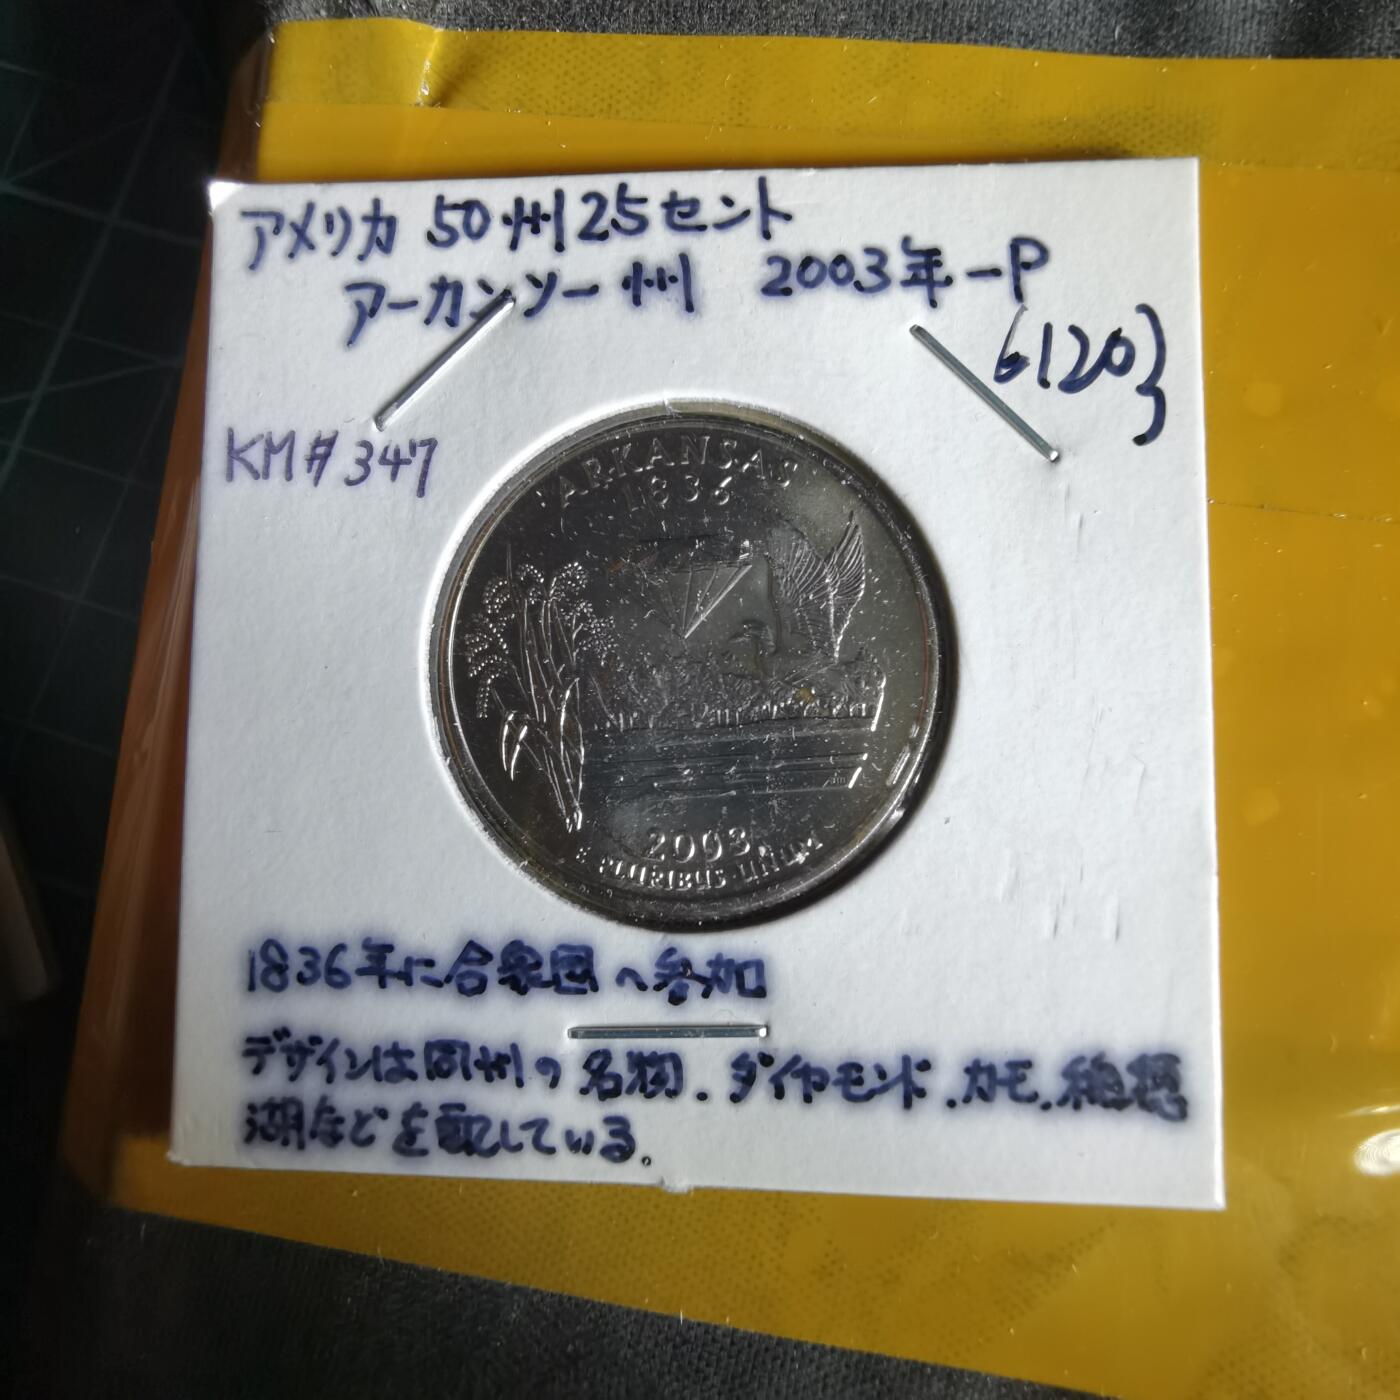 アメリカ 50州25セント
アーカンソー州 2003年-P
6120}
KM#347
ARKANSAS
1836
2003
E PLURIBUS UNUM
1836年に合衆国へ参加
デザインは同州の名物.ダイヤモンド.カモ.稲穂
湖などを配している.